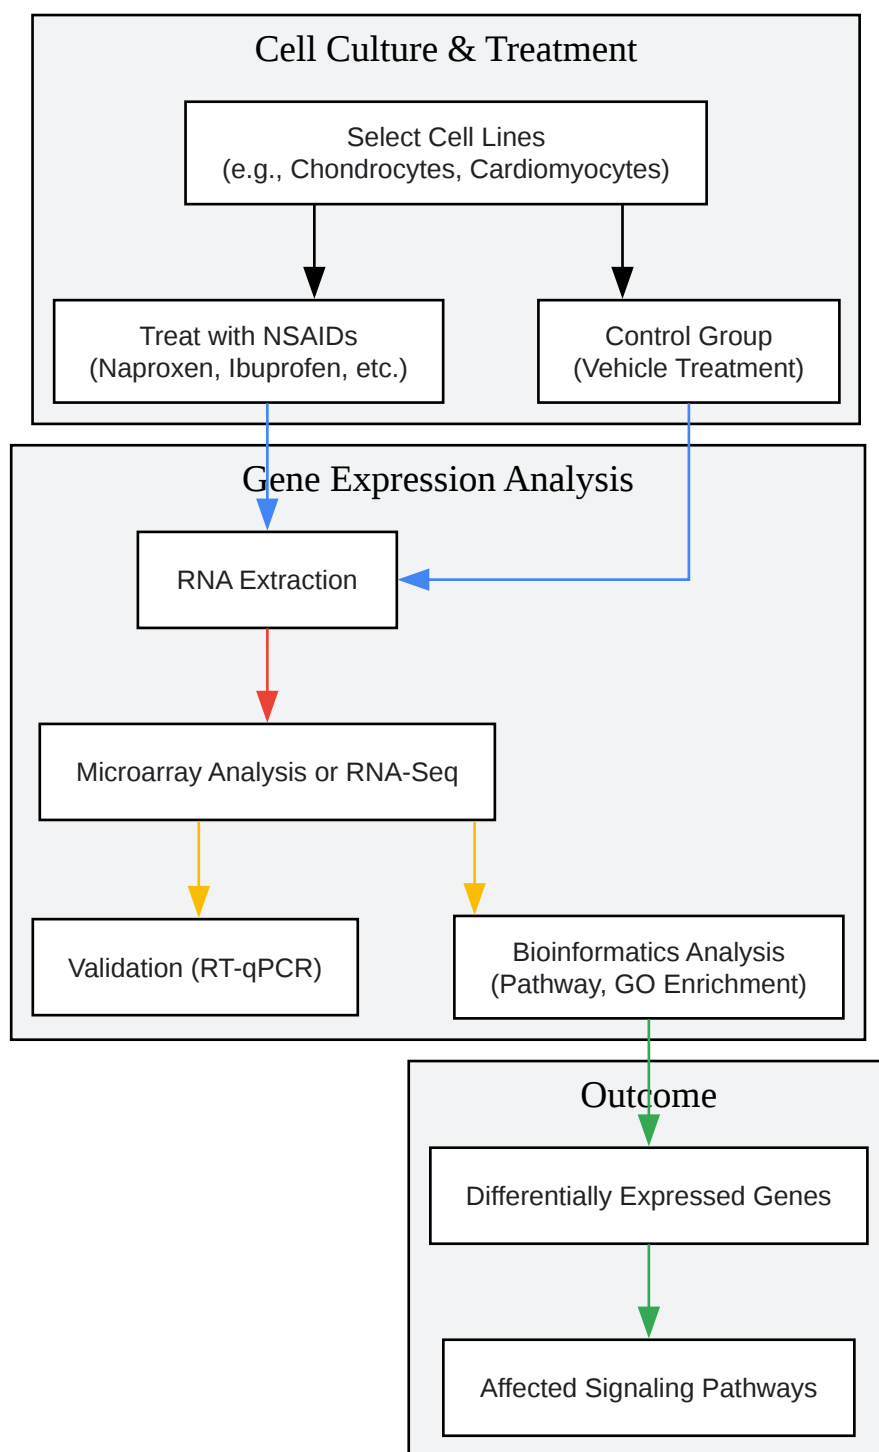 Cell Culture & Treatment
Select Cell Lines
(e.g., Chondrocytes, Cardiomyocytes)
Treat with NSAIDs
(Naproxen, Ibuprofen, etc.)
Control Group
(Vehicle Treatment)
Gene Expression Analysis
RNA Extraction
Microarray Analysis or RNA-Seq
Validation (RT-qPCR)
Bioinformatics Analysis
(Pathway, GO Enrichment)
Outcome
Differentially Expressed Genes
Affected Signaling Pathways